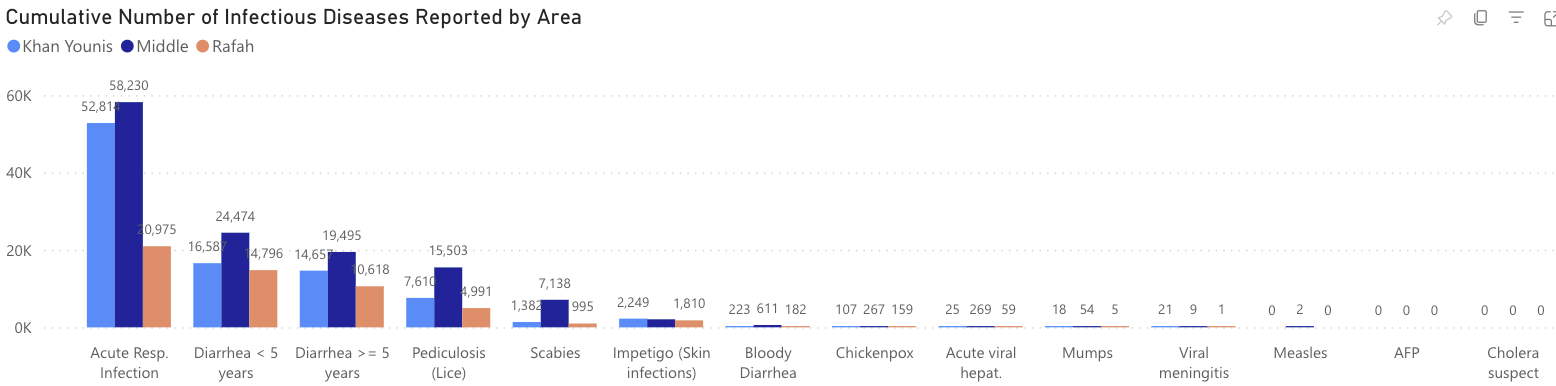 Cumulative Number of Infectious Diseases Reported by Area
Khan Younis Middle Rafah
58,230
60K
52,814
40K
20,975
24,474
16,587
14,796
19,495
14,657
10,618
15,503
7,610
4,991
20K
7,138
1,382
995
2,249
1,810
223 611 182
107 267 159
25 269 59
18 54 5
21 9 1
0 2 0
0 0 0
0 0 0
0K
Acute Resp.
Infection
Diarrhea < 5
years
Diarrhea >= 5
years
Pediculosis
(Lice)
Scabies
Impetigo (Skin
infections)
Bloody
Diarrhea
Chickenpox
Acute viral
hepat.
Mumps
Viral
meningitis
Measles
AFP
Cholera
suspect